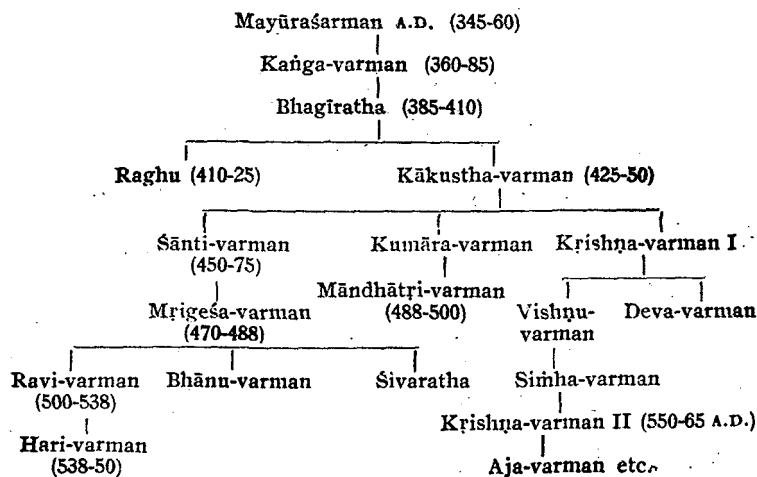 Mayūraśarman A.D. (345-60)
Kaṅga-varman (360-85)
Bhagīratha (385-410)
Raghu (410-25) Kākustha-varman (425-50)
Śānti-varman Kumāra-varman Kṛishṇa-varman I
(450-75)
Mṛigeśa-varman Māndhātṛi-varman Vishṇu- Deva-varman
(470-488) (488-500) varman
Ravi-varman Bhānu-varman Śivaratha Siṁha-varman
(500-538)
Kṛishṇa-varman II (550-65 A.D.)
Hari-varman
(538-50) Aja-varman etc.